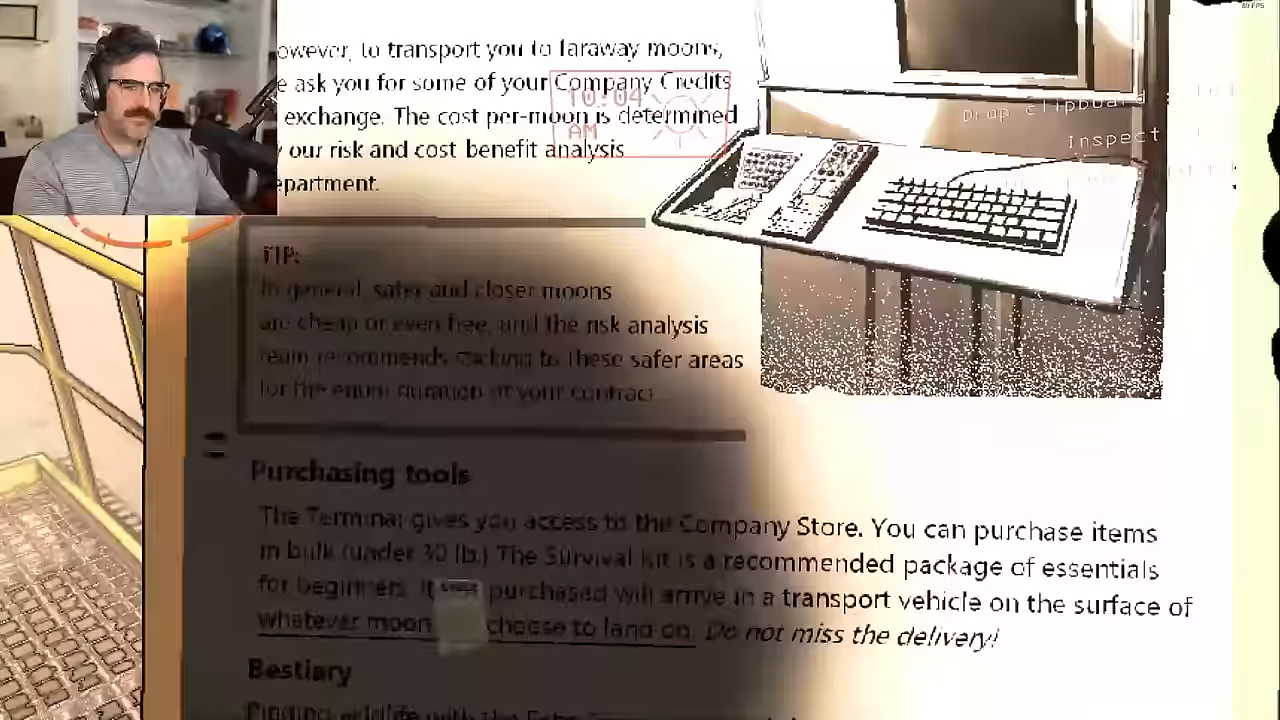 owever, to transport you to faraway moons,
e ask you for some of your Company Credits
exchange. The cost per-moon is determined
our risk and cost benefit analysis
epartment.
10:04
AM
Drop clipboard
Inspect
TIP:
In general, safer and closer moons
are cheap or even free, and the risk analysis
team recommends sticking to these safer areas
for the entire duration of your contract
Purchasing tools
The Terminal gives you access to the Company Store. You can purchase items
in bulk (under 30 lb.) The Survival kit is a recommended package of essentials
for beginners. purchased will arrive in a transport vehicle on the surface of
whatever moon choose to land on. Do not miss the delivery!
Bestiary
wildlife with the